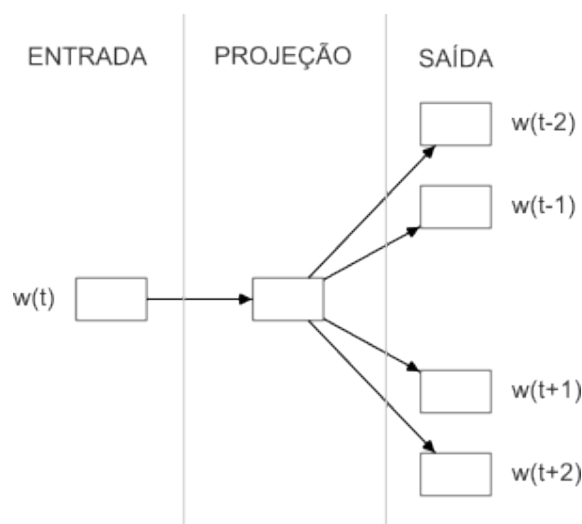 ENTRADA
PROJEÇÃO
SAÍDA
w(t-2)
w(t-1)
w(t)
w(t+1)
w(t+2)